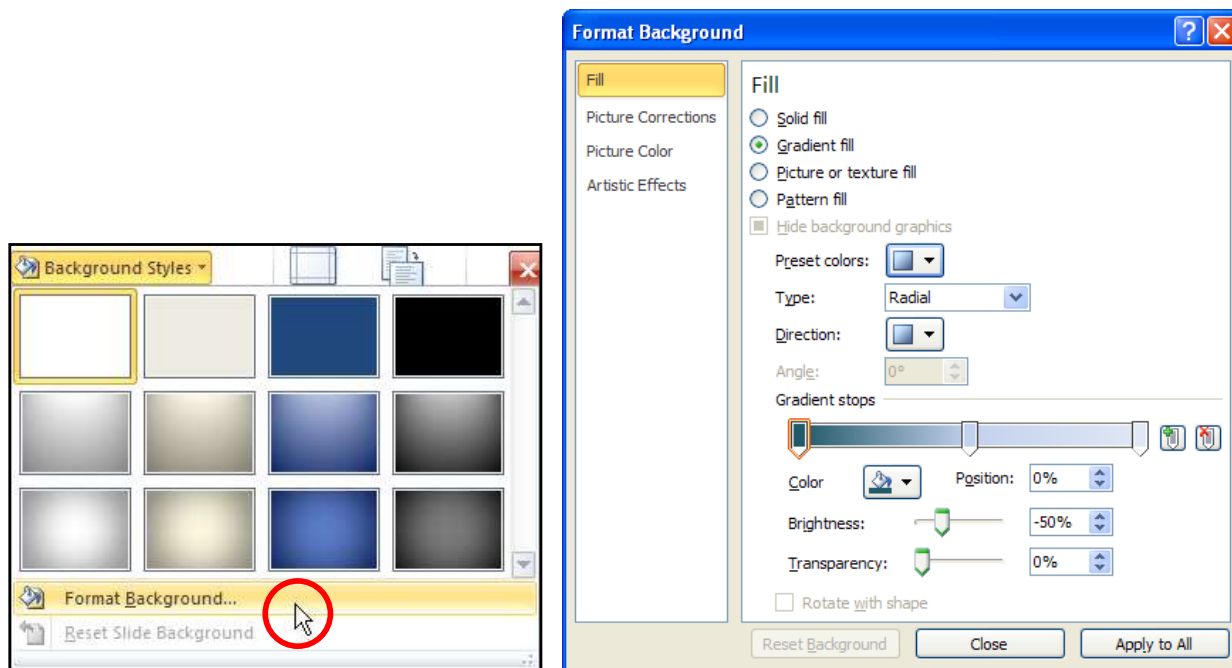 Background Styles
Format Background...
Reset Slide Background
Format Background
Fill
Picture Corrections
Picture Color
Artistic Effects
Fill
Solid fill
Gradient fill
Picture or texture fill
Pattern fill
Hide background graphics
Preset colors:
Type: Radial
Direction:
Angle: 0°
Gradient stops
Color Position: 0%
Brightness: -50%
Transparency: 0%
Rotate with shape
Reset Background Close Apply to All